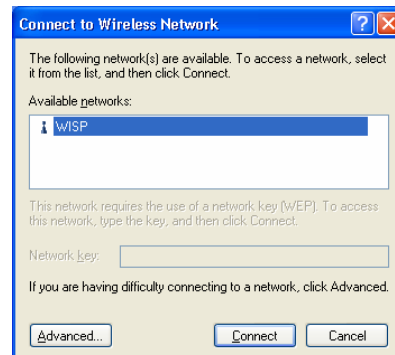 Connect to Wireless Network
The following network(s) are available. To access a network, select
it from the list, and then click Connect.
Available networks:
WISP
This network requires the use of a network key (WEP). To access
this network, type the key, and then click Connect.
Network key:
If you are having difficulty connecting to a network, click Advanced.
Advanced... Connect Cancel